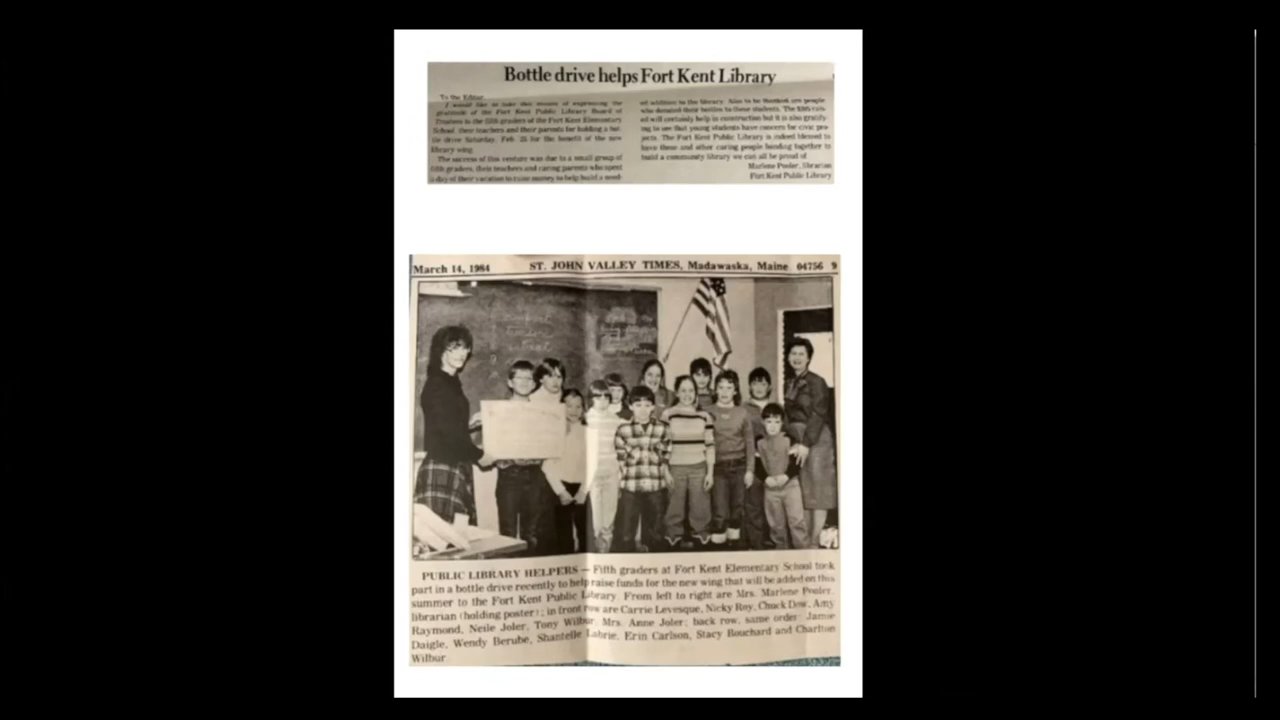 Bottle drive helps Fort Kent Library
To the Editor:
I would like to take this means of expressing the
gratitude of the Fort Kent Public Library Board of
Trustees to the fifth graders of the Fort Kent Elementary
School, their teachers and their parents for holding a bot-
tle drive Saturday, Feb. 25 for the benefit of the new
library wing.
The success of this century was due to a small group of
fifth graders, their teachers and caring parents who spent
a day of their vacation to raise money to help build a need-
ed addition to the library. Also to be thanked are people
who donated their bottles to these students. The rais-
ed will certainly help in construction but it is also gratify-
ing to see that young students have concern for civic pro-
jects. The Fort Kent Public Library is indeed blessed to
have these and other caring people banding together to
build a community library we can all be proud of.
Marlene Pooler, librarian
Fort Kent Public Library
March 14, 1984 ST. JOHN VALLEY TIMES, Madawaska, Maine 04756 9
PUBLIC LIBRARY HELPERS — Fifth graders at Fort Kent Elementary School took
part in a bottle drive recently to help raise funds for the new wing that will be added on this
summer to the Fort Kent Public Library. From left to right are Mrs. Marlene Pooler,
librarian (holding poster); in front row are Carrie Levesque, Nicky Roy, Chuck Dow, Amy
Raymond, Neile Joler, Tony Wilbur, Mrs. Anne Joler; back row, same order: Jamie
Daigle, Wendy Berube, Shantelle Labrie, Erin Carlson, Stacy Bouchard and Charlton
Wilbur